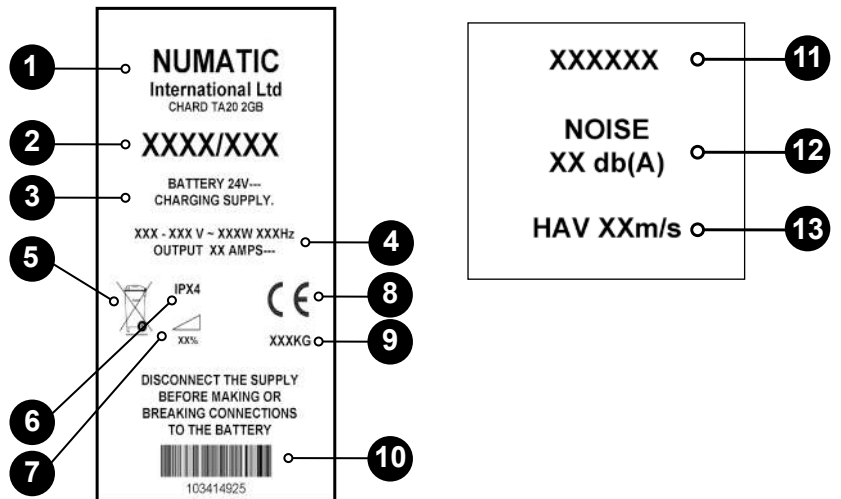 1
NUMATIC
International Ltd
CHARD TA20 2GB
2
XXXX/XXX
3
BATTERY 24V---
CHARGING SUPPLY.
XXX - XXX V ~ XXXW XXXHz
OUTPUT XX AMPS---
4
5
IPX4
8
XX%
XXXKG
9
6
7
DISCONNECT THE SUPPLY
BEFORE MAKING OR
BREAKING CONNECTIONS
TO THE BATTERY
10
103414925
XXXXXX
11
NOISE
XX db(A)
12
HAV XXm/s
13